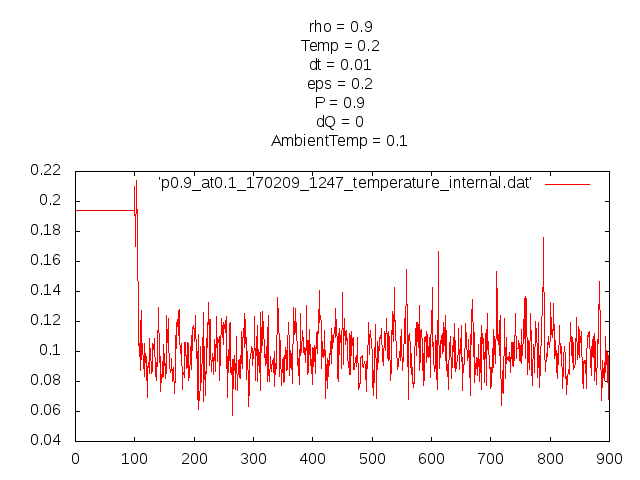 rho = 0.9
Temp = 0.2
dt = 0.01
eps = 0.2
P = 0.9
dQ = 0
AmbientTemp = 0.1
'p0.9_at0.1_170209_1247_temperature_internal.dat'
0.22
0.2
0.18
0.16
0.14
0.12
0.1
0.08
0.06
0.04
0 100 200 300 400 500 600 700 800 900